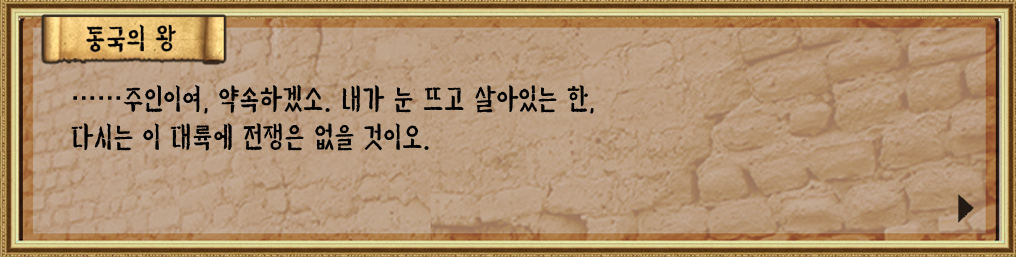 통국의 왕
……주인이여, 약속하겠소. 내가 눈 뜨고 살아있는 한,
다시는 이 대륙에 전쟁은 없을 것이오.